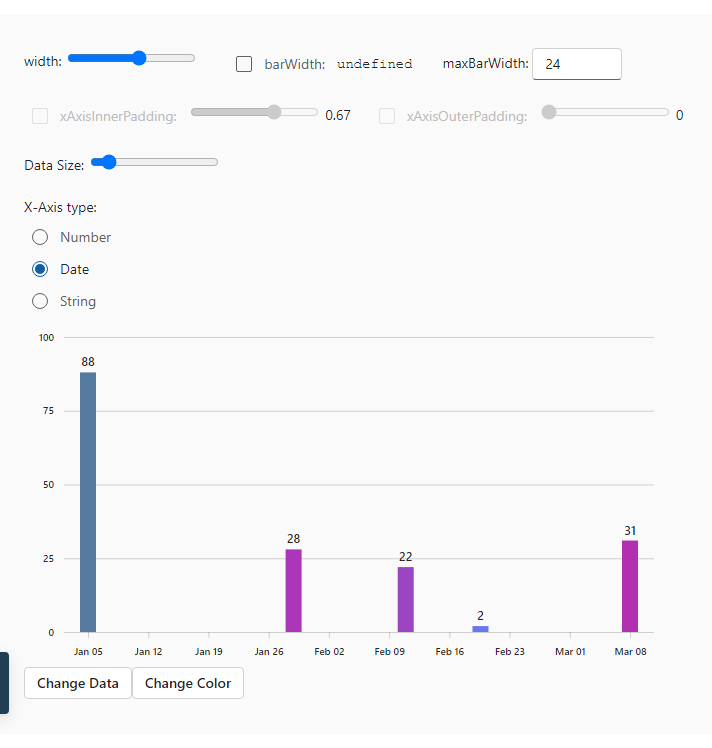 width: barWidth: undefined maxBarWidth: 24
xAxisInnerPadding: 0.67 xAxisOuterPadding: 0
Data Size:
X-Axis type:
Number
Date
String
100
88
75
50
28
31
25
22
2
0
Jan 05 Jan 12 Jan 19 Jan 26 Feb 02 Feb 09 Feb 16 Feb 23 Mar 01 Mar 08
Change Data Change Color